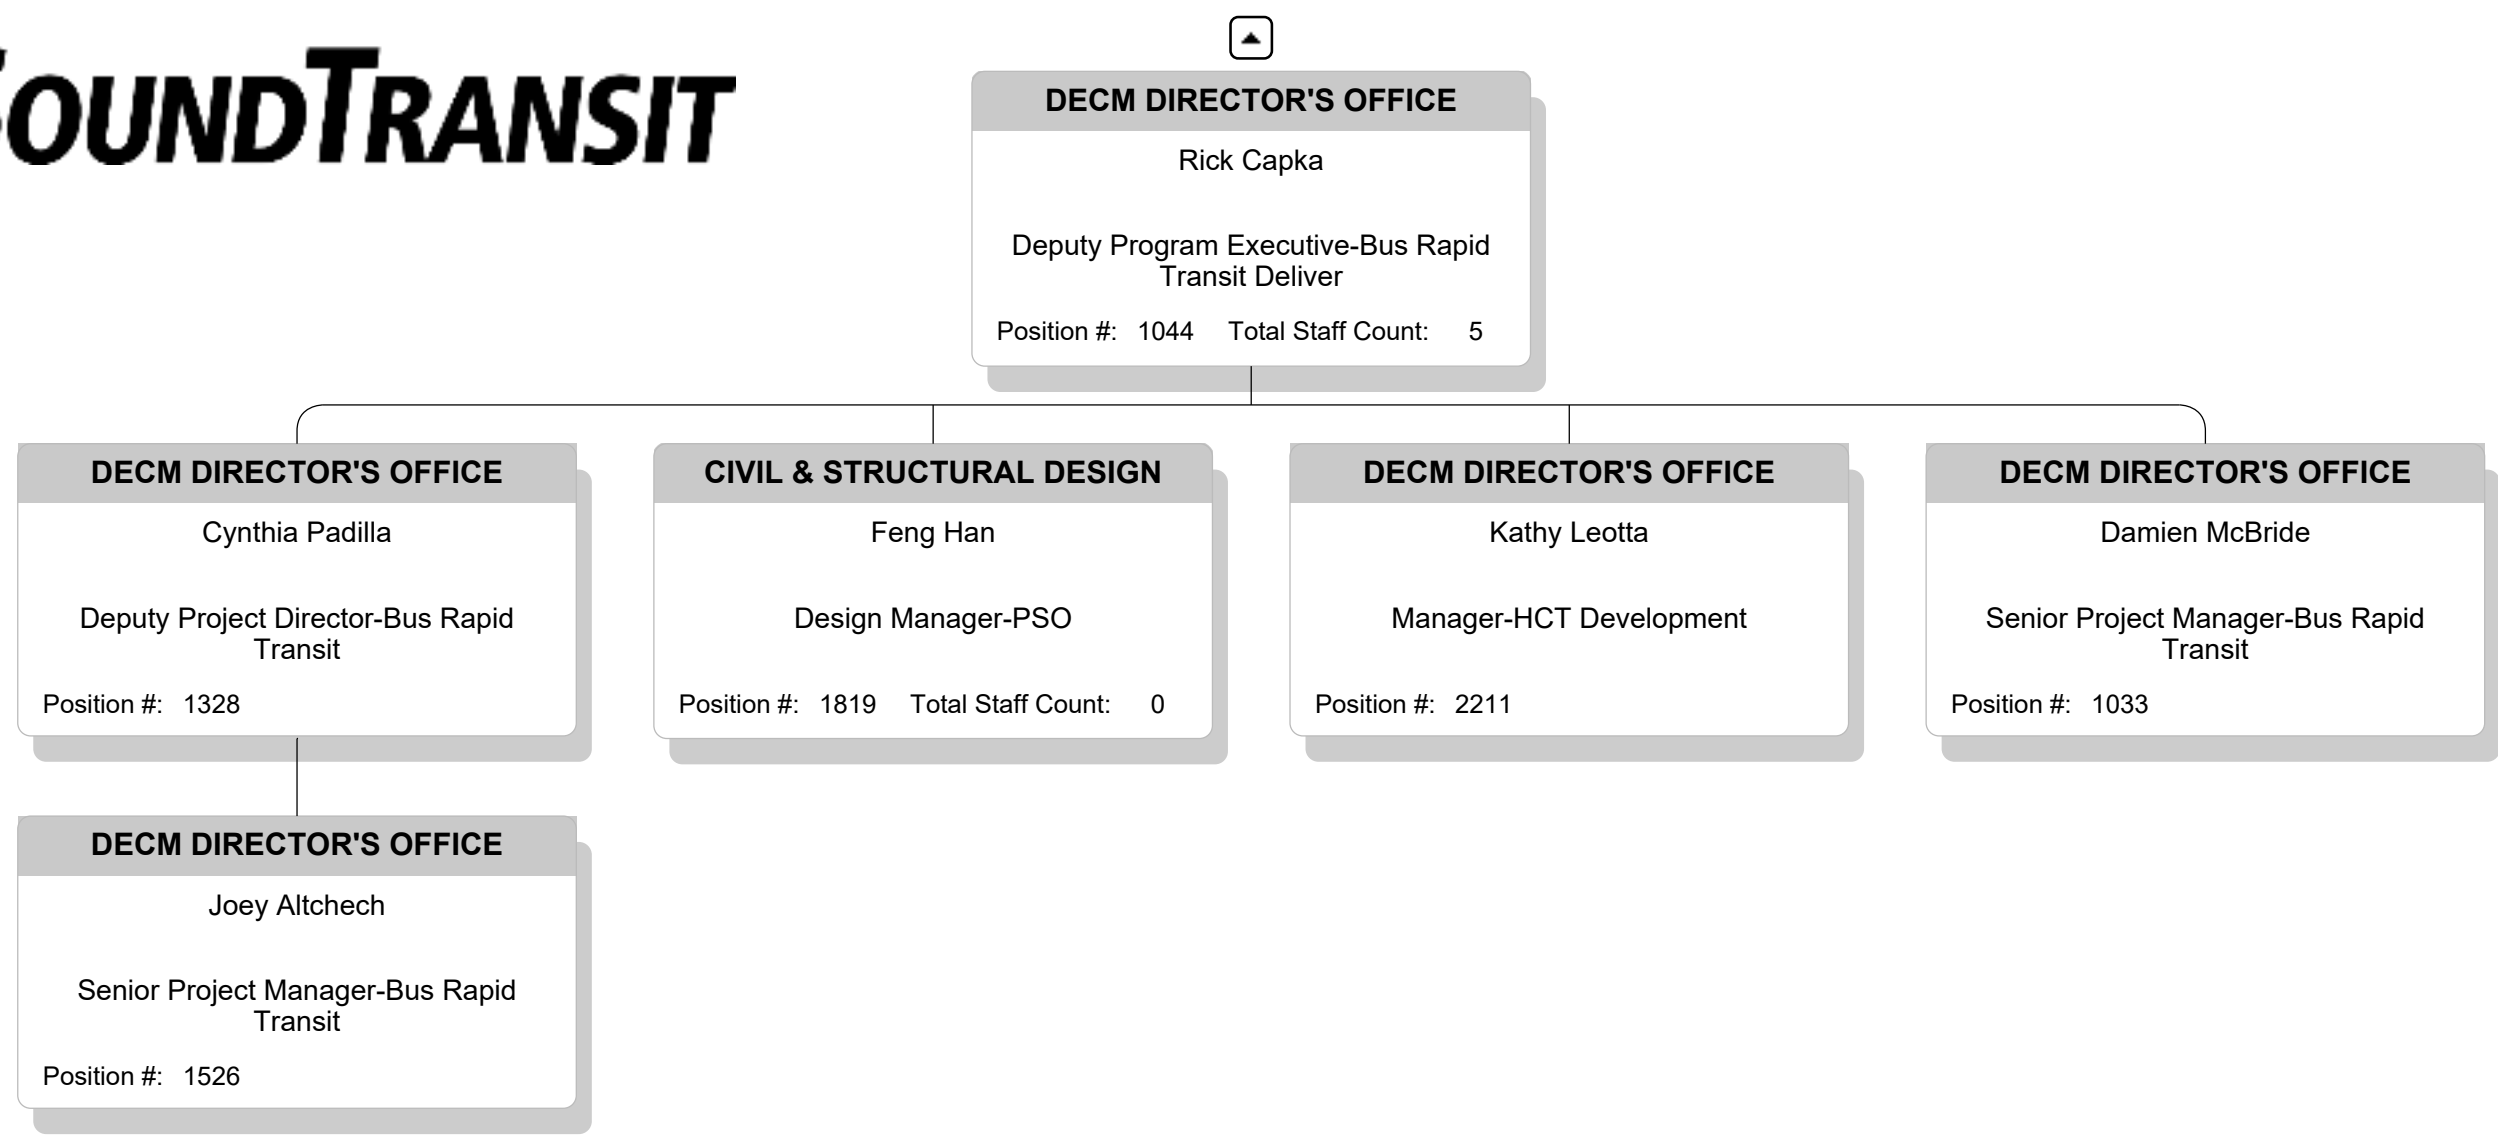 SOUNDTRANSIT
DECM DIRECTOR'S OFFICE
Rick Capka
Deputy Program Executive-Bus Rapid
Transit Deliver
Position #: 1044 Total Staff Count: 5
DECM DIRECTOR'S OFFICE
Cynthia Padilla
Deputy Project Director-Bus Rapid
Transit
Position #: 1328
CIVIL & STRUCTURAL DESIGN
Feng Han
Design Manager-PSO
Position #: 1819 Total Staff Count: 0
DECM DIRECTOR'S OFFICE
Kathy Leotta
Manager-HCT Development
Position #: 2211
DECM DIRECTOR'S OFFICE
Damien McBride
Senior Project Manager-Bus Rapid
Transit
Position #: 1033
DECM DIRECTOR'S OFFICE
Joey Altchech
Senior Project Manager-Bus Rapid
Transit
Position #: 1526